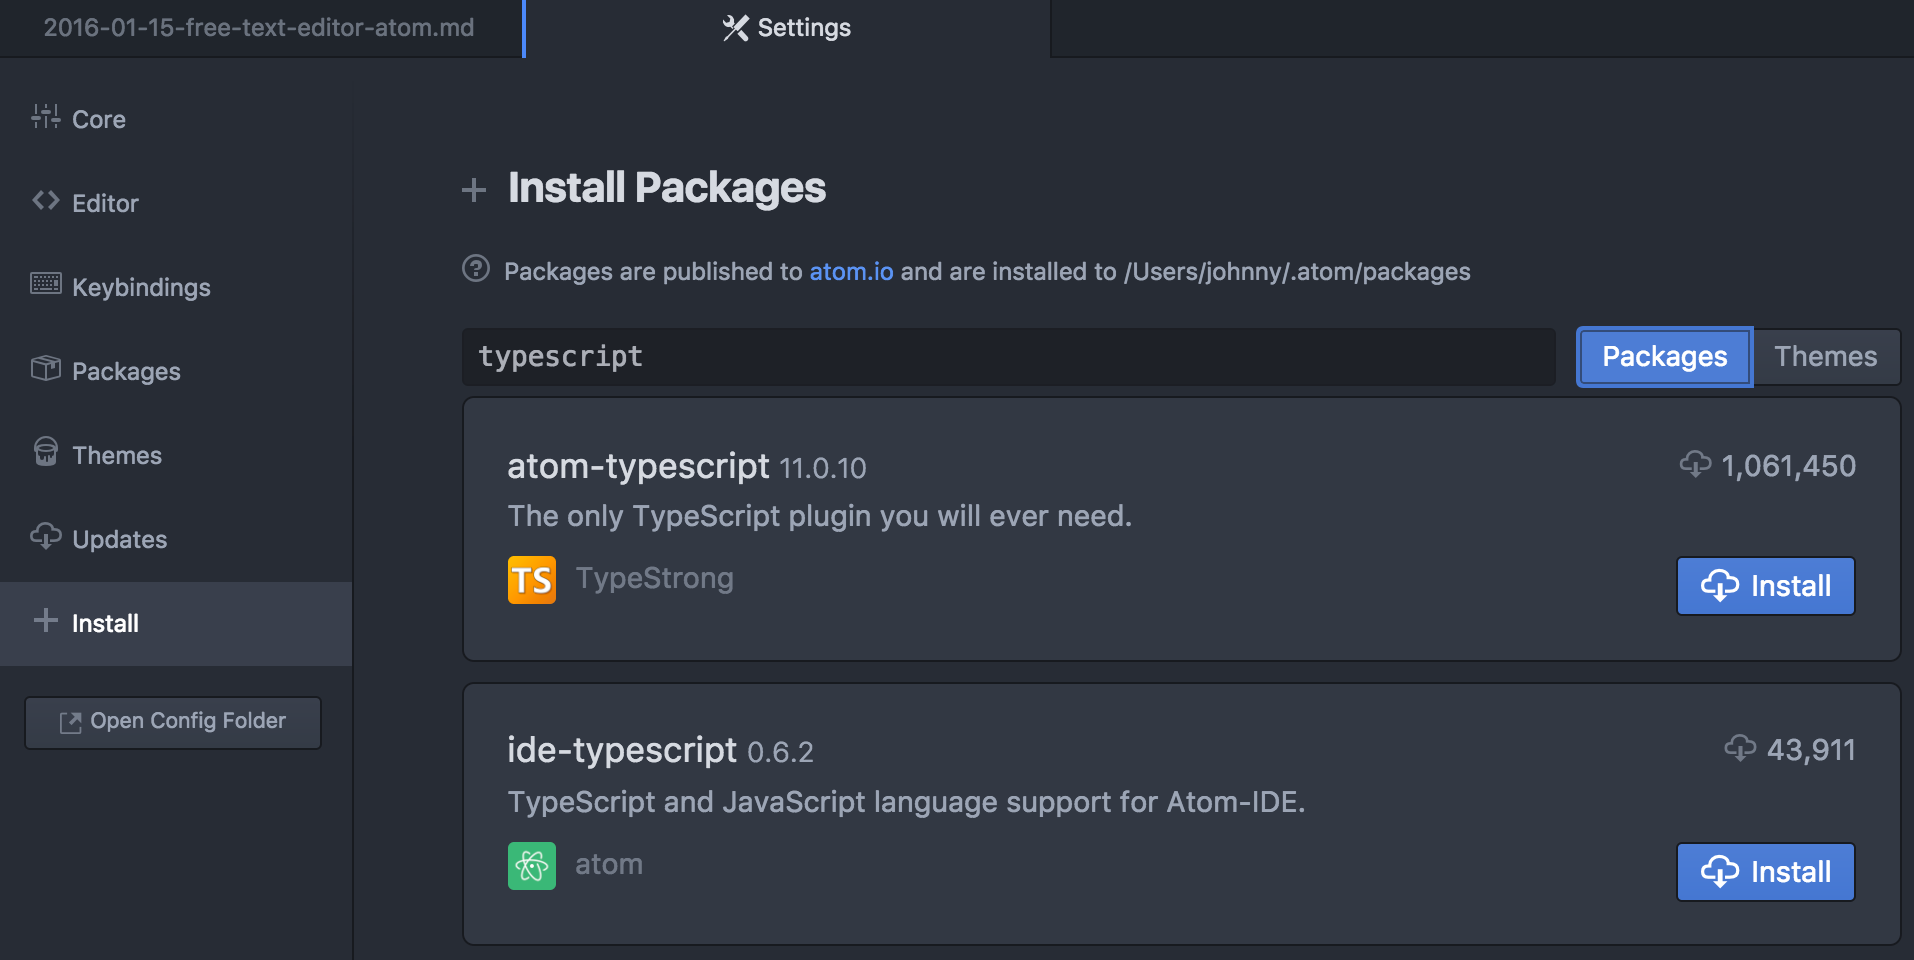 2016-01-15-free-text-editor-atom.md
Settings
Core
Editor
Keybindings
Packages
Themes
Updates
Install
Open Config Folder
Install Packages
Packages are published to atom.io and are installed to /Users/johnny/.atom/packages
typescript
Packages
Themes
atom-typescript 11.0.10
1,061,450
The only TypeScript plugin you will ever need.
TS TypeStrong
Install
ide-typescript 0.6.2
43,911
TypeScript and JavaScript language support for Atom-IDE.
atom
Install